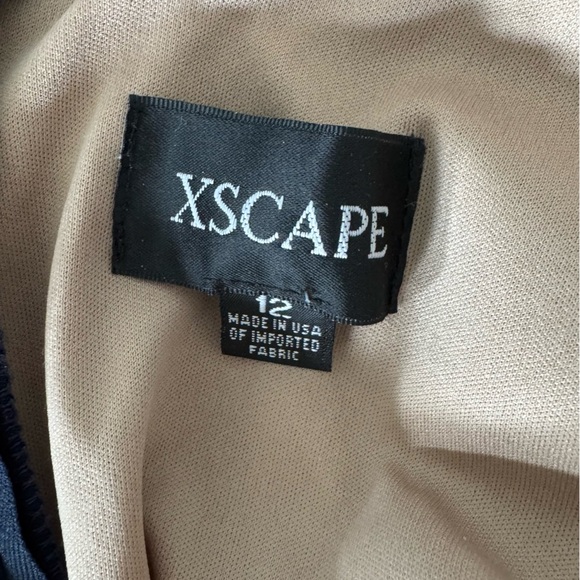 XSCAPE
12
MADE IN USA
OF IMPORTED
FABRIC